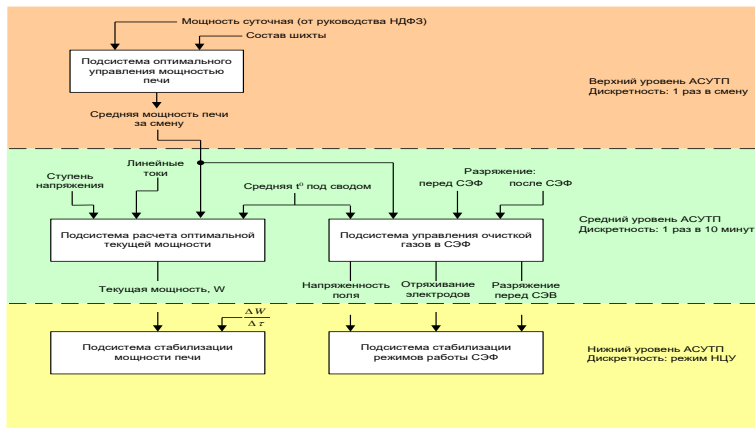 Мощность суточная (от руководства НДФЗ)
Состав шихты
Подсистема оптимального
управления мощностью
печи
Верхний уровень АСУТП
Дискретность: 1 раз в смену
Средняя мощность печи
за смену
Ступень
напряжения
Линейные
токи
Средняя tº под сводом
Разряжение:
перед СЭФ
после СЭФ
Подсистема расчета оптимальной
текущей мощности
Подсистема управления очисткой
газов в СЭФ
Средний уровень АСУТП
Дискретность: 1 раз в 10 минут
Текущая мощность, W
Напряженность
поля
Отряхивание
электродов
Разряжение
перед СЭВ
ΔW
Δτ
Подсистема стабилизации
мощности печи
Подсистема стабилизации
режимов работы СЭФ
Нижний уровень АСУТП
Дискретность: режим НЦУ